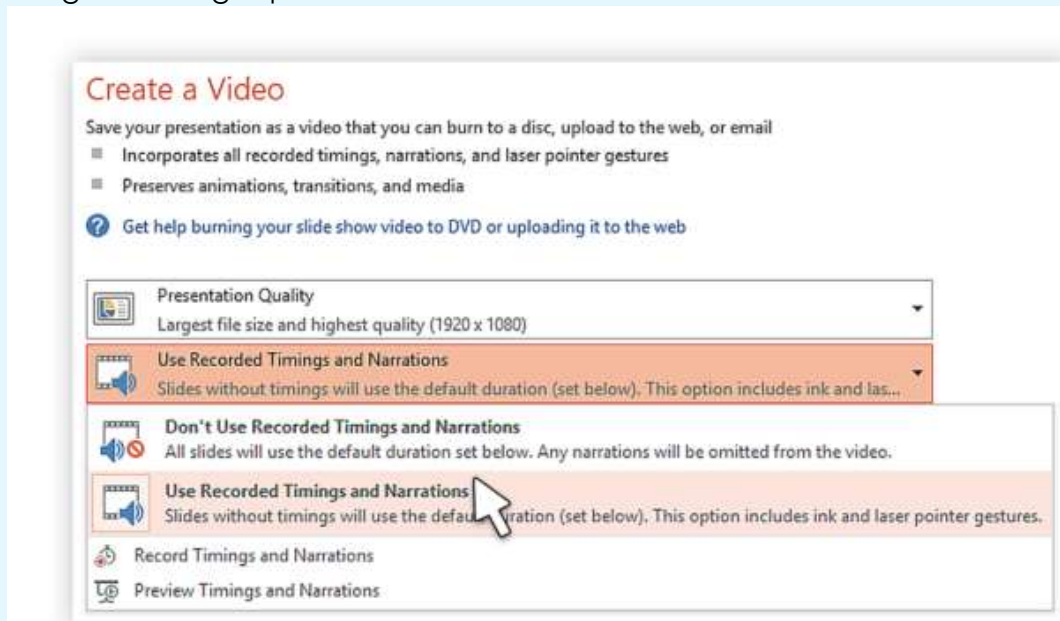 Create a Video
Save your presentation as a video that you can burn to a disc, upload to the web, or email
Incorporates all recorded timings, narrations, and laser pointer gestures
Preserves animations, transitions, and media
Get help burning your slide show video to DVD or uploading it to the web
Presentation Quality
Largest file size and highest quality (1920 x 1080)
Use Recorded Timings and Narrations
Slides without timings will use the default duration (set below). This option includes ink and las...
Don't Use Recorded Timings and Narrations
All slides will use the default duration set below. Any narrations will be omitted from the video.
Use Recorded Timings and Narrations
Slides without timings will use the (set below). This option includes ink and laser pointer gestures.
Record Timings and Narrations
Preview Timings and Narrations